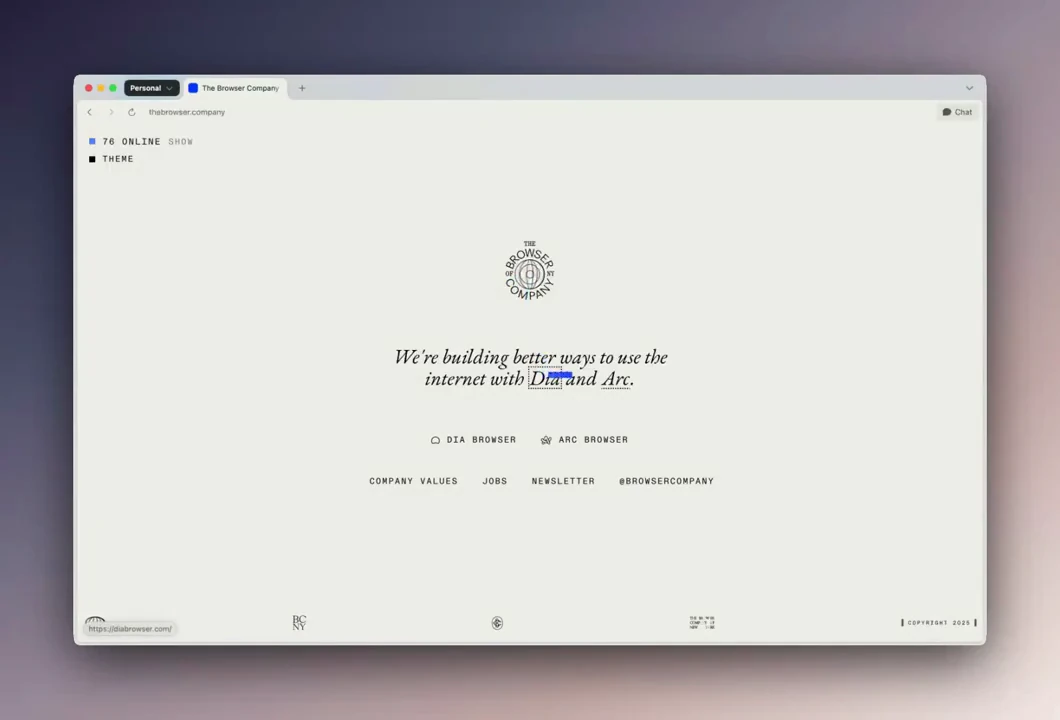 Personal
The Browser Company
thebrowser.company
Chat
76 ONLINE SHOW
THEME
THE
BROWSER
OF NY
COMPANY
We're building better ways to use the
internet with Dia and Arc.
DIA BROWSER ARC BROWSER
COMPANY VALUES JOBS NEWSLETTER @BROWSERCOMPANY
BC
NY
https://diabrowser.com/
COPYRIGHT 2025